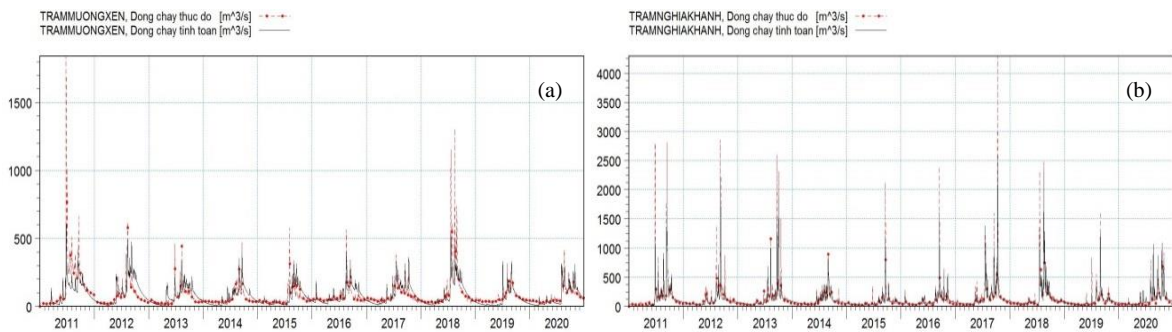 TRAMMUONGXEN, Dong chay thuc do [m^3/s]
TRAMMUONGXEN, Dong chay tinh toan [m^3/s]
(a)
1500
1000
500
0
2011 2012 2013 2014 2015 2016 2017 2018 2019 2020
TRAMNGHIAKHANH, Dong chay thuc do [m^3/s]
TRAMNGHIAKHANH, Dong chay tinh toan [m^3/s]
(b)
4000
3500
3000
2500
2000
1500
1000
500
0
2011 2012 2013 2014 2015 2016 2017 2018 2019 2020